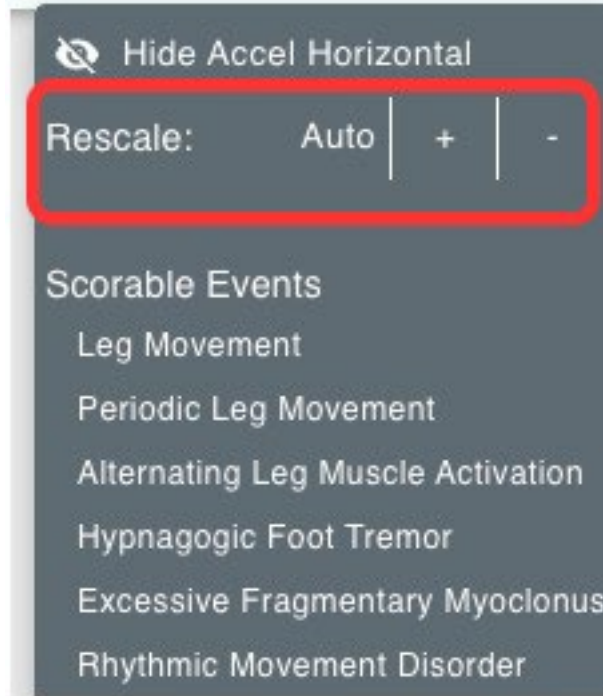 Hide Accel Horizontal
Rescale: Auto + -
Scorable Events
Leg Movement
Periodic Leg Movement
Alternating Leg Muscle Activation
Hypnagogic Foot Tremor
Excessive Fragmentary Myoclonus
Rhythmic Movement Disorder